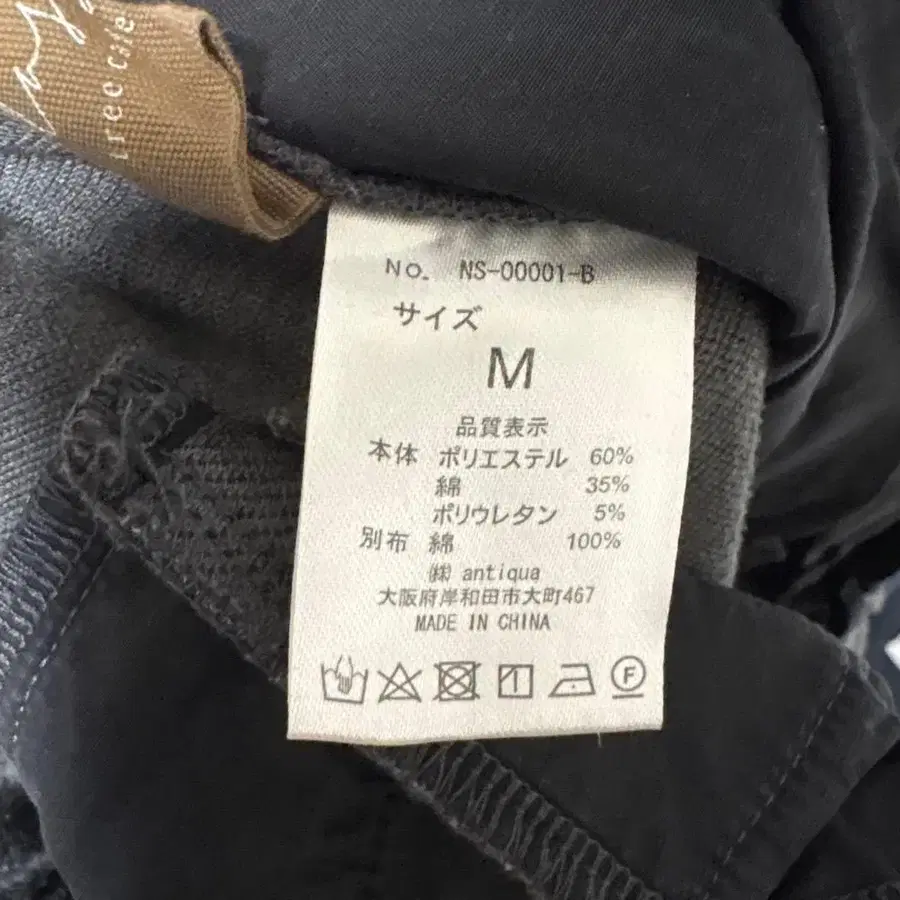 tree cafe
No. NS-00001-B
サイズ
M
品質表示
本体 ポリエステル 60%
綿 35%
ポリウレタン 5%
別布 綿 100%
㈱ antiqua
大阪府岸和田市大町467
MADE IN CHINA
F